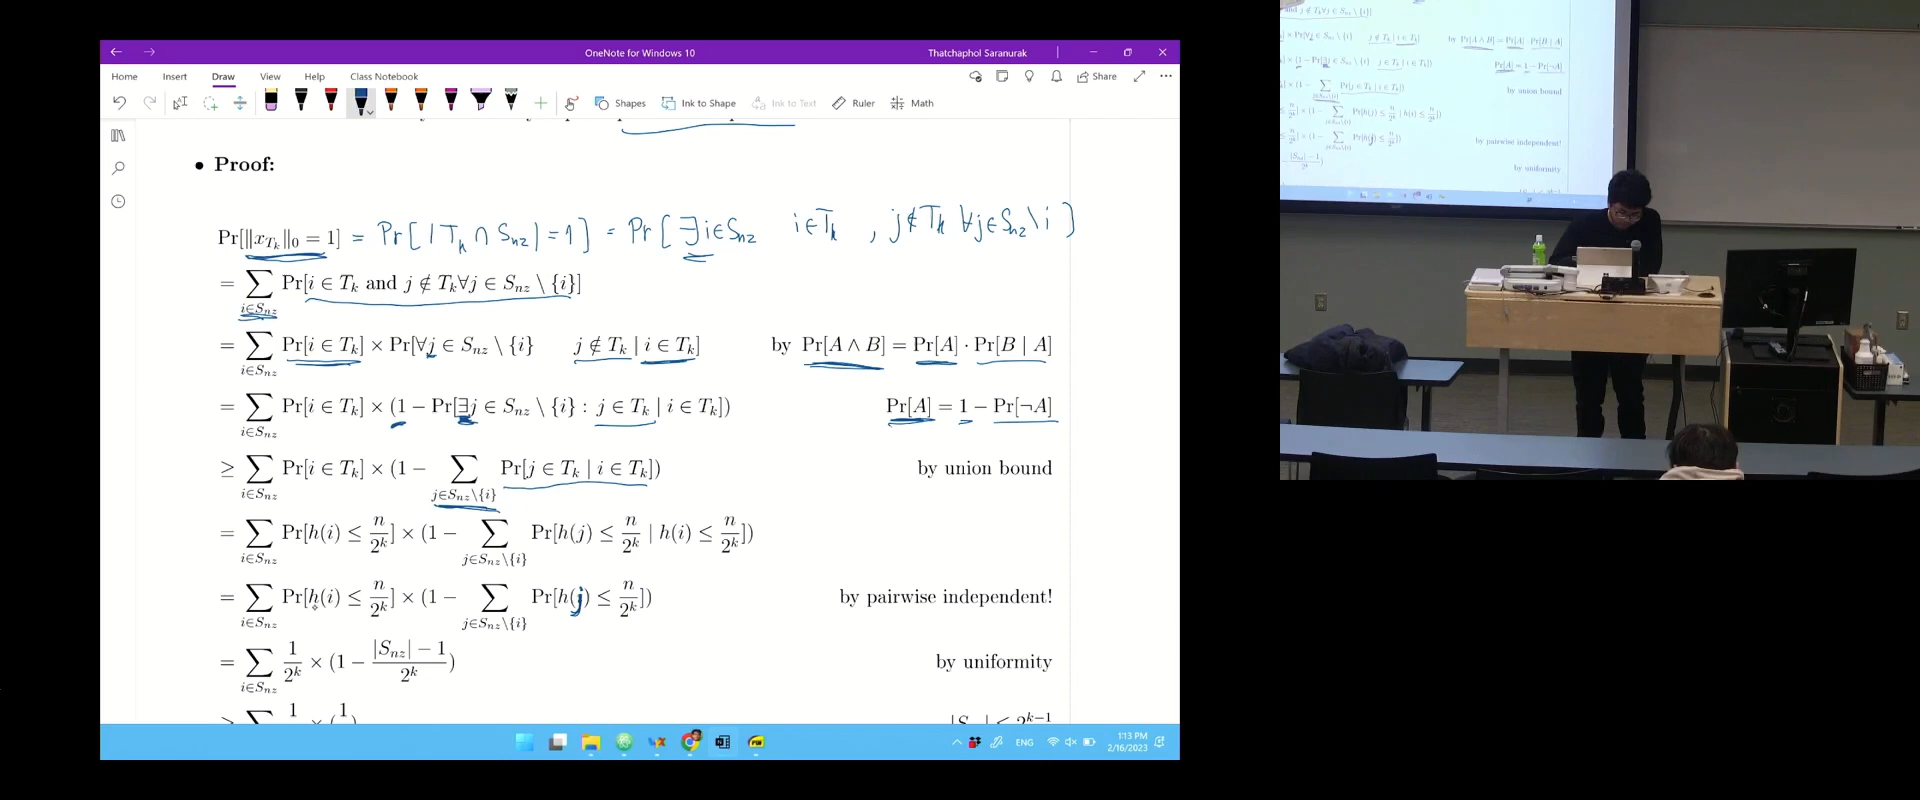 OneNote for Windows 10
Thatchaphol Saranurak
Home Insert Draw View Help Class Notebook
Share
Shapes Ink to Shape Ink to Text Ruler Math
• Proof:
Pr[‖x_{T_k}‖₀ = 1] = Pr[ |T_k ∩ S_{nz}| = 1 ] = Pr[ ∃i∈S_{nz} i∈T_k , j∉T_k ∀j∈S_{nz}\i ]
= ∑_{i∈S_{nz}} Pr[i ∈ T_k and j ∉ T_k∀j ∈ S_{nz} \ {i}]
= ∑_{i∈S_{nz}} Pr[i ∈ T_k] × Pr[∀j ∈ S_{nz} \ {i} j ∉ T_k | i ∈ T_k] by Pr[A ∧ B] = Pr[A] · Pr[B | A]
= ∑_{i∈S_{nz}} Pr[i ∈ T_k] × (1 − Pr[∃j ∈ S_{nz} \ {i} : j ∈ T_k | i ∈ T_k]) Pr[A] = 1 − Pr[¬A]
≥ ∑_{i∈S_{nz}} Pr[i ∈ T_k] × (1 − ∑_{j∈S_{nz}\{i}} Pr[j ∈ T_k | i ∈ T_k]) by union bound
= ∑_{i∈S_{nz}} Pr[h(i) ≤ n/2^k] × (1 − ∑_{j∈S_{nz}\{i}} Pr[h(j) ≤ n/2^k | h(i) ≤ n/2^k])
= ∑_{i∈S_{nz}} Pr[h(i) ≤ n/2^k] × (1 − ∑_{j∈S_{nz}\{i}} Pr[h(j) ≤ n/2^k]) by pairwise independent!
= ∑_{i∈S_{nz}} 1/2^k × (1 − (|S_{nz}| − 1)/2^k) by uniformity
ENG
1:13 PM
2/16/2023